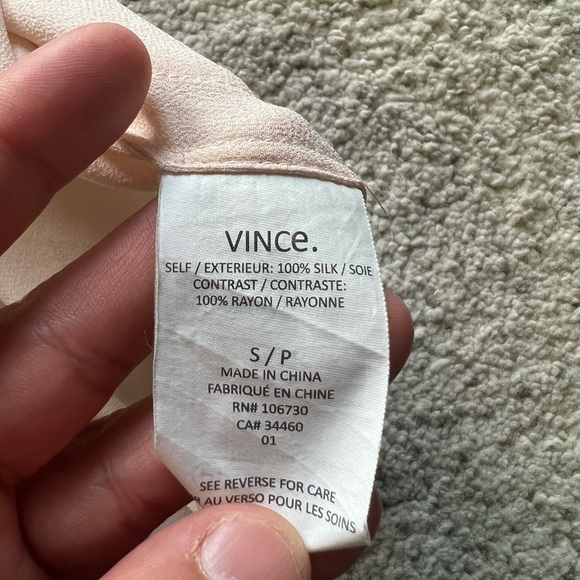 VINCe.
SELF / EXTERIEUR: 100% SILK / SOIE
CONTRAST / CONTRASTE:
100% RAYON / RAYONNE
S / P
MADE IN CHINA
FABRIQUÉ EN CHINE
RN# 106730
CA# 34460
01
SEE REVERSE FOR CARE
AU VERSO POUR LES SOINS